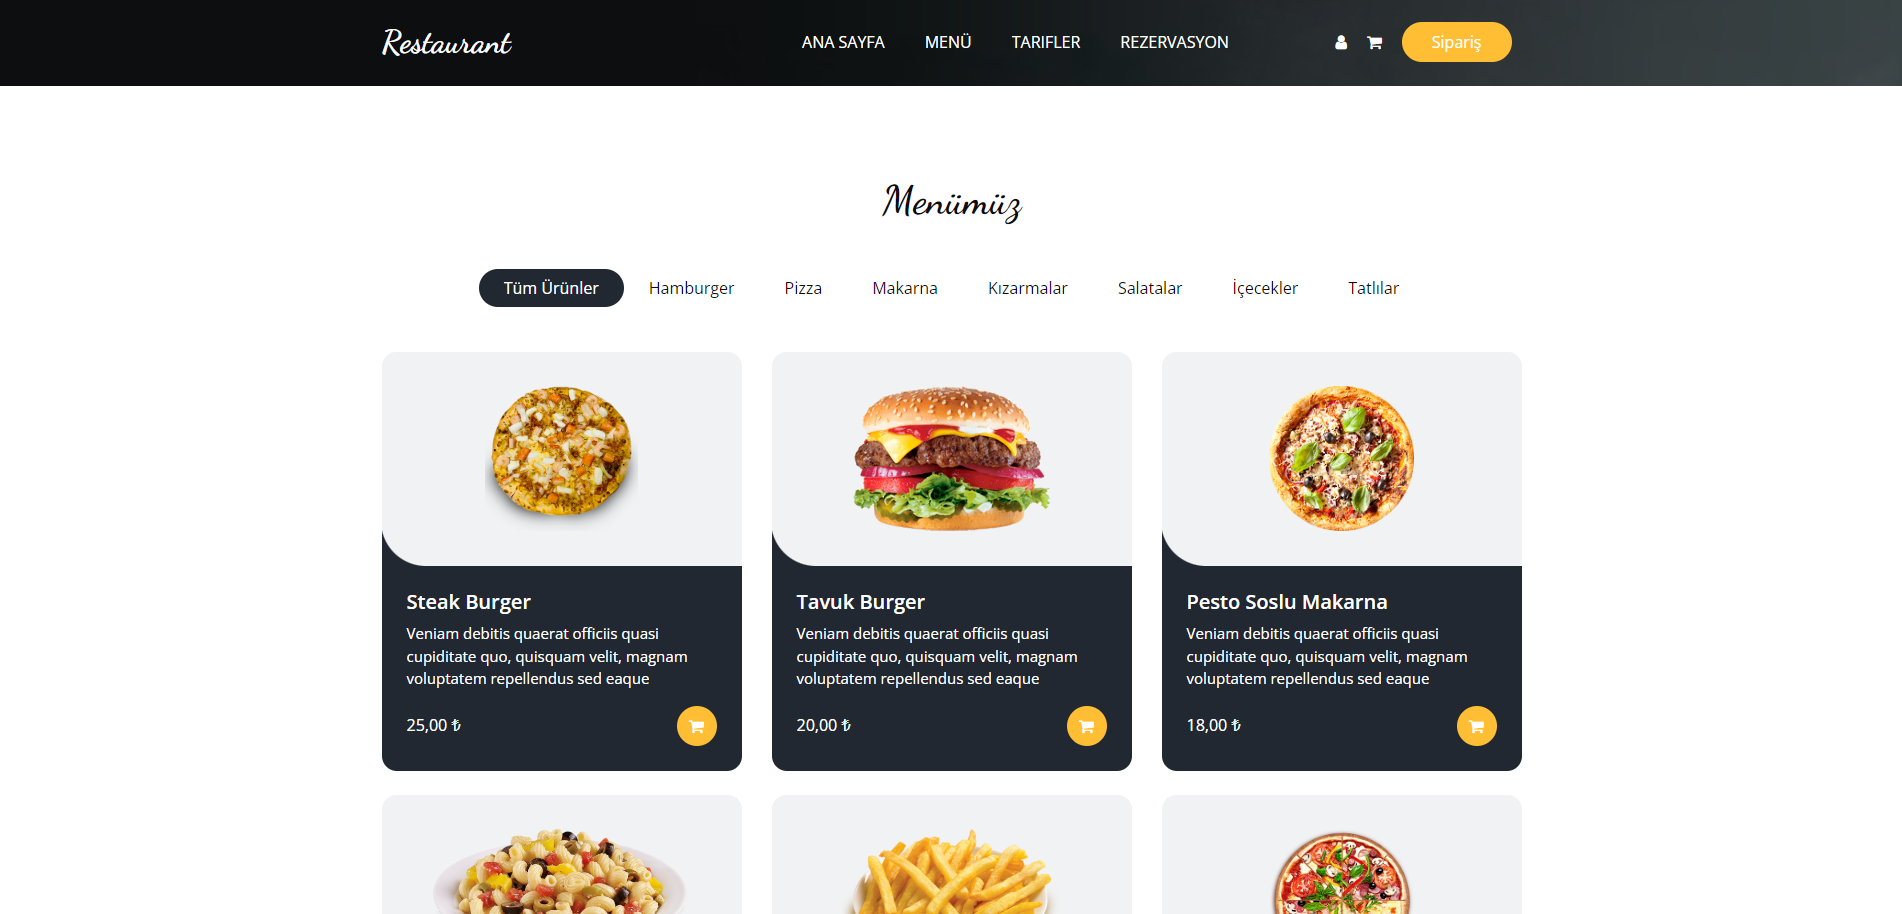 Restaurant
ANA SAYFA MENÜ TARIFLER REZERVASYON Sipariş
Menümüz
Tüm Ürünler Hamburger Pizza Makarna Kızarmalar Salatalar İçecekler Tatlılar
Steak Burger
Veniam debitis quaerat officiis quasi
cupiditate quo, quisquam velit, magnam
voluptatem repellendus sed eaque
25,00 ₺
Tavuk Burger
Veniam debitis quaerat officiis quasi
cupiditate quo, quisquam velit, magnam
voluptatem repellendus sed eaque
20,00 ₺
Pesto Soslu Makarna
Veniam debitis quaerat officiis quasi
cupiditate quo, quisquam velit, magnam
voluptatem repellendus sed eaque
18,00 ₺